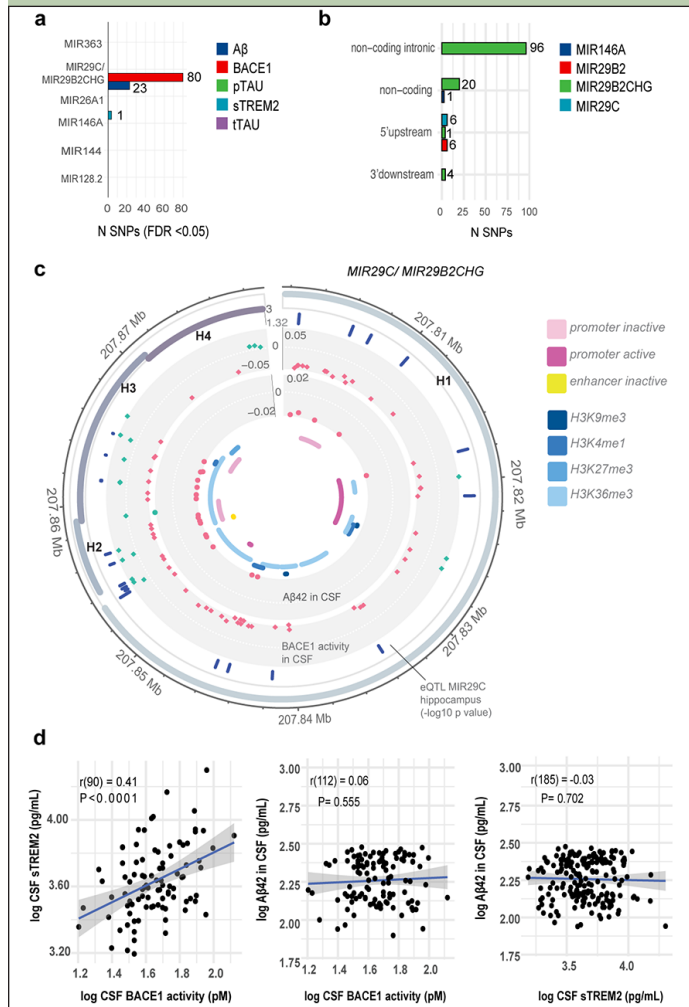 a
MIR363
MIR29C/
MIR29B2CHG
MIR26A1
MIR146A
MIR144
MIR128.2
80
23
1
0 20 40 60 80
N SNPs (FDR <0.05)
Aβ
BACE1
pTAU
sTREM2
tTAU
b
non-coding intronic
non-coding
5'upstream
3'downstream
96
20
1
6
1
6
4
0 25 50 75 100
N SNPs
MIR146A
MIR29B2
MIR29B2CHG
MIR29C
c
MIR29C/ MIR29B2CHG
207.87 Mb
207.81 Mb
207.82 Mb
207.83 Mb
207.84 Mb
207.85 Mb
207.86 Mb
H4
H3
H2
H1
3
1.32
0.05
0
−0.05
0.02
0
−0.02
Aβ42 in CSF
BACE1 activity
in CSF
eQTL MIR29C
hippocampus
(-log10 p value)
promoter inactive
promoter active
enhancer inactive
H3K9me3
H3K4me1
H3K27me3
H3K36me3
d
r(90) = 0.41
P<0.0001
log CSF sTREM2 (pg/mL)
4.00
3.60
3.20
1.2 1.4 1.6 1.8 2.0
log CSF BACE1 activity (pM)
r(112) = 0.06
P= 0.555
log Aβ42 in CSF (pg/mL)
3.00
2.75
2.50
2.25
2.00
1.75
1.2 1.4 1.6 1.8 2.0
log CSF BACE1 activity (pM)
r(185) = -0.03
P= 0.702
log Aβ42 in CSF (pg/mL)
3.00
2.75
2.50
2.25
2.00
1.75
3.5 4.0
log CSF sTREM2 (pg/mL)